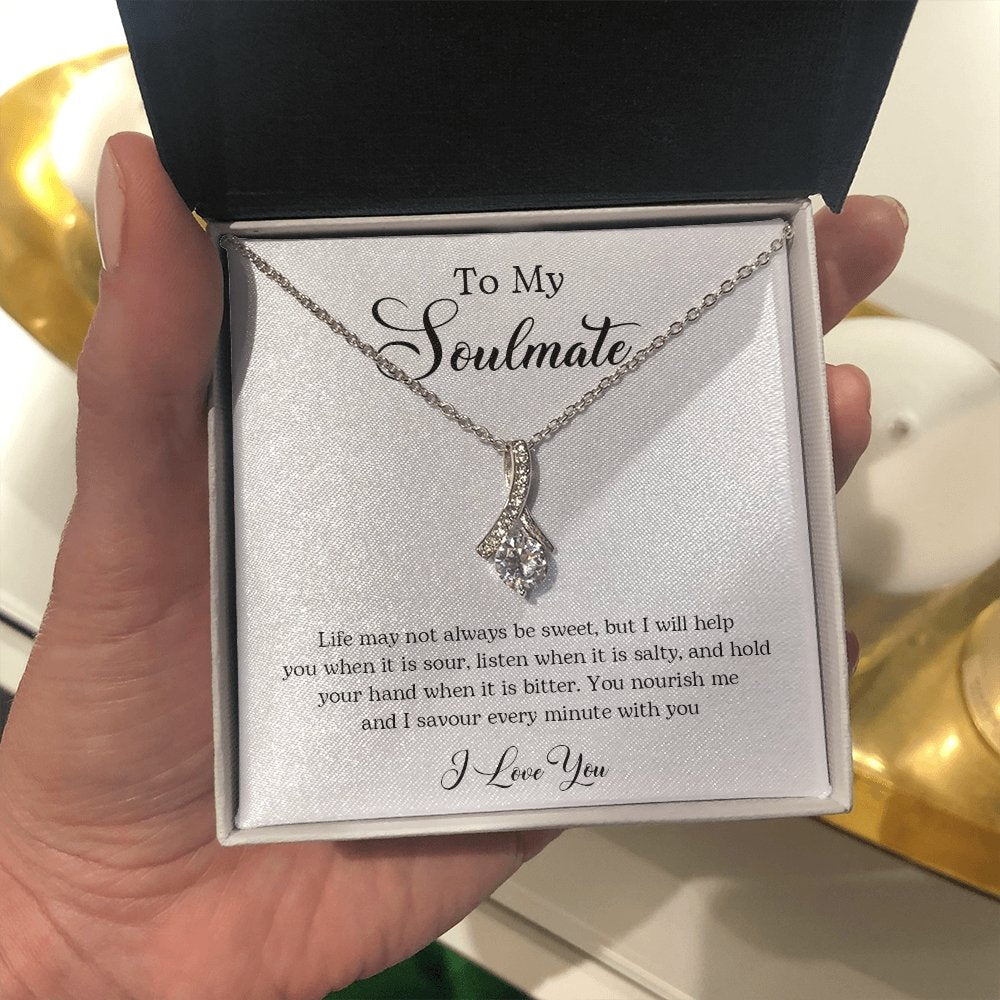 To My
Soulmate
Life may not always be sweet, but I will help
you when it is sour, listen when it is salty, and hold
your hand when it is bitter. You nourish me
and I savour every minute with you
I Love You